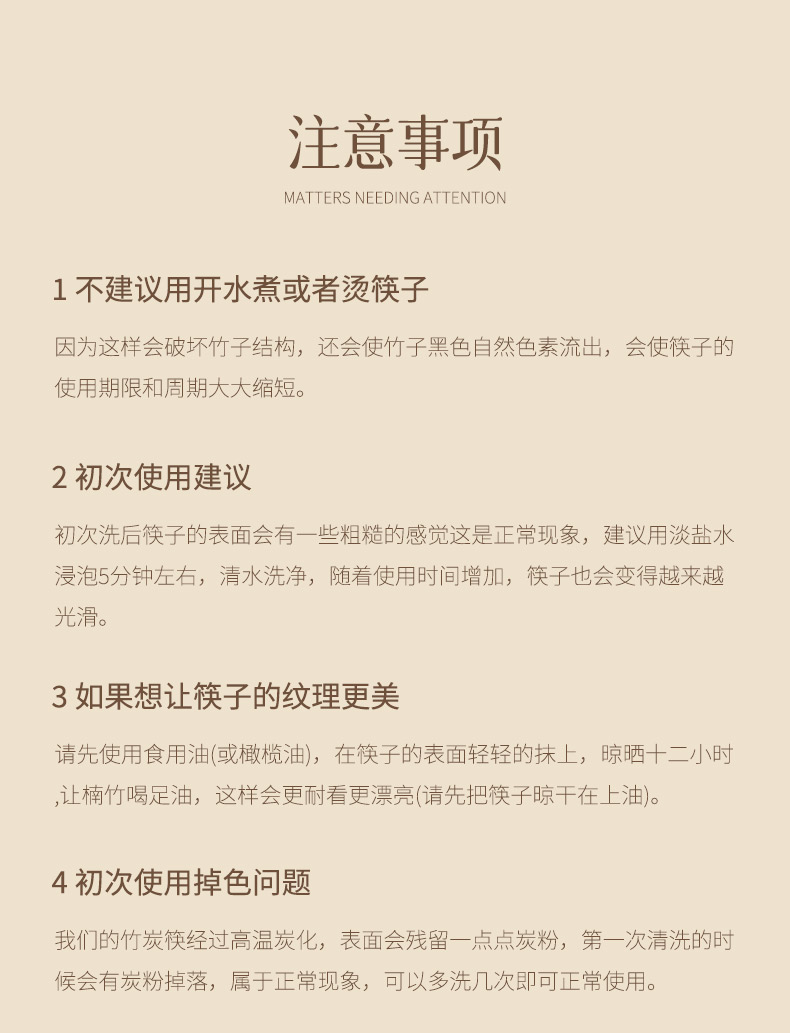 注意事项
MATTERS NEEDING ATTENTION
1 不建议用开水煮或者烫筷子
因为这样会破坏竹子结构，还会使竹子黑色自然色素流出，会使筷子的
使用期限和周期大大缩短。
2 初次使用建议
初次洗后筷子的表面会有一些粗糙的感觉这是正常现象，建议用淡盐水
浸泡5分钟左右，清水洗净，随着使用时间增加，筷子也会变得越来越
光滑。
3 如果想让筷子的纹理更美
请先使用食用油(或橄榄油)，在筷子的表面轻轻的抹上，晾晒十二小时
,让楠竹喝足油，这样会更耐看更漂亮(请先把筷子晾干在上油)。
4 初次使用掉色问题
我们的竹炭筷经过高温炭化，表面会残留一点点炭粉，第一次清洗的时
候会有炭粉掉落，属于正常现象，可以多洗几次即可正常使用。